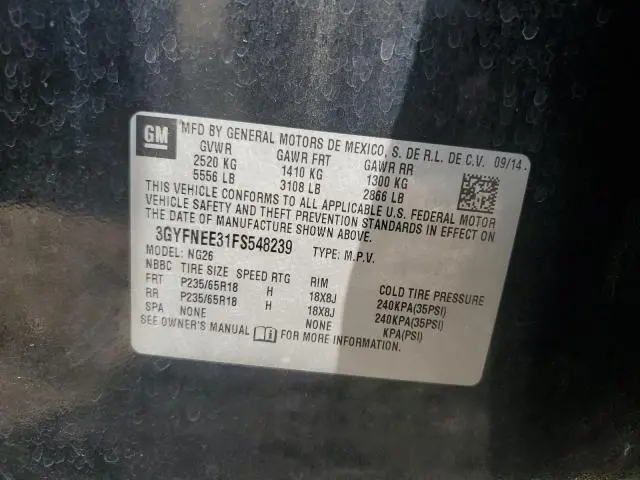 GM
MFD BY GENERAL MOTORS DE MEXICO, S. DE R.L. DE C.V. 09/14
GVWR GAWR FRT GAWR RR
2520 KG 1410 KG 1300 KG
5556 LB 3108 LB 2866 LB
THIS VEHICLE CONFORMS TO ALL APPLICABLE U.S. FEDERAL MOTOR
VEHICLE SAFETY AND THEFT PREVENTION STANDARDS IN EFFECT ON
THE DATE OF MANUFACTURE SHOWN ABOVE.
3GYFNEE31FS548239 TYPE: M.P.V.
MODEL: NG26
NBBC TIRE SIZE SPEED RTG RIM COLD TIRE PRESSURE
FRT P235/65R18 H 18X8J 240KPA(35PSI)
RR P235/65R18 H 18X8J 240KPA(35PSI)
SPA NONE NONE KPA(PSI)
SEE OWNER'S MANUAL FOR MORE INFORMATION.